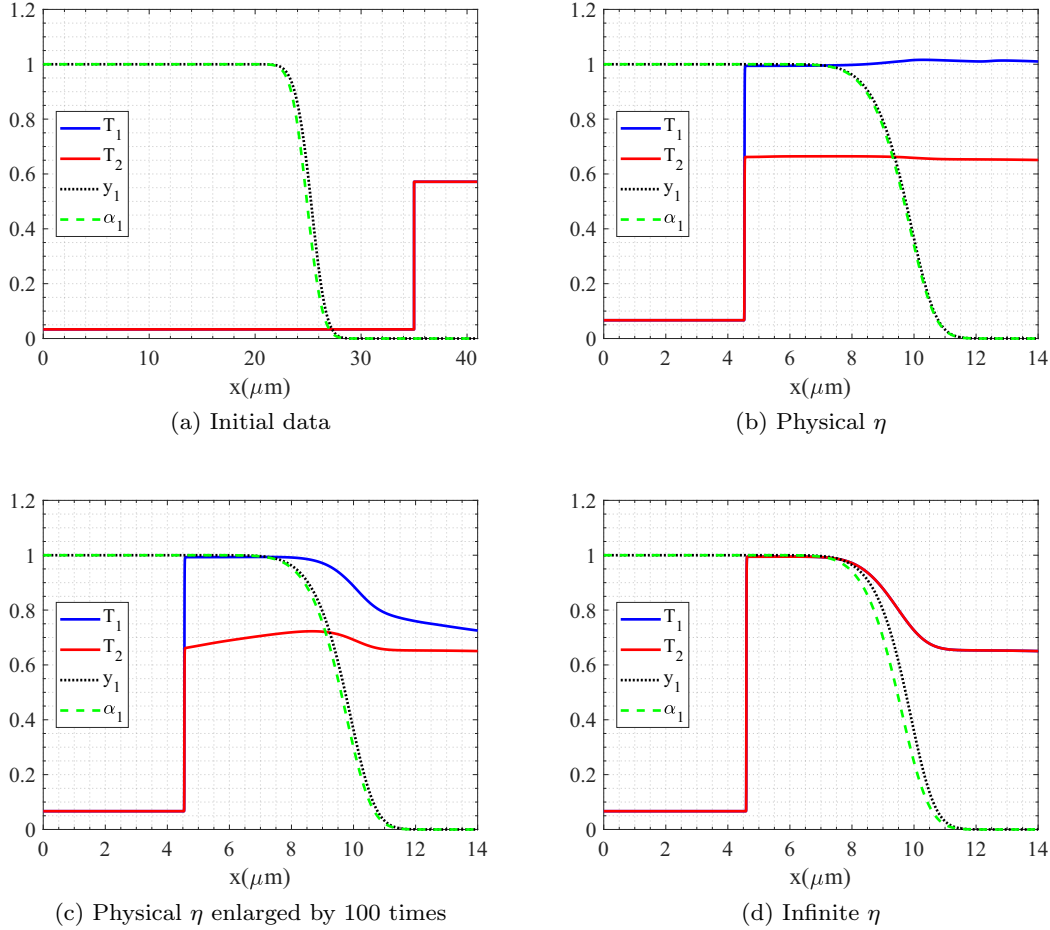 1.2
1
0.8
0.6
0.4
0.2
0
T₁
T₂
y₁
α₁
0 10 20 30 40
x(μm)
(a) Initial data
1.2
1
0.8
0.6
0.4
0.2
0
T₁
T₂
y₁
α₁
0 2 4 6 8 10 12 14
x(μm)
(b) Physical η
1.2
1
0.8
0.6
0.4
0.2
0
T₁
T₂
y₁
α₁
0 2 4 6 8 10 12 14
x(μm)
(c) Physical η enlarged by 100 times
1.2
1
0.8
0.6
0.4
0.2
0
T₁
T₂
y₁
α₁
0 2 4 6 8 10 12 14
x(μm)
(d) Infinite η